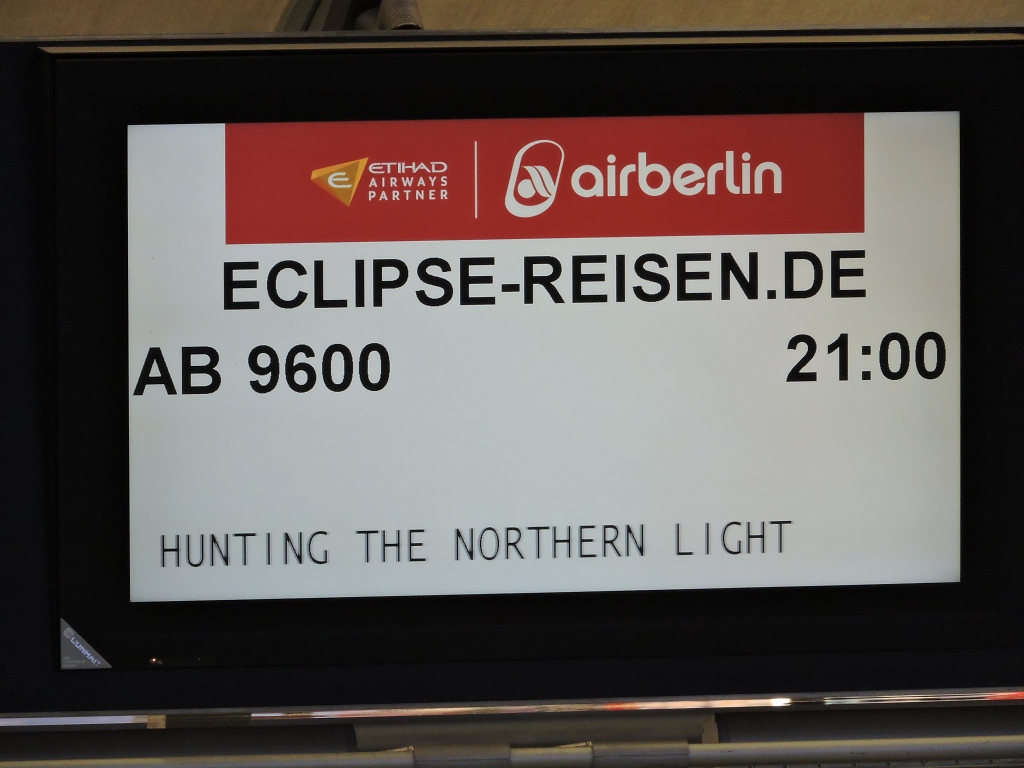 ETIHAD
AIRWAYS
PARTNER
airberlin
ECLIPSE-REISEN.DE
AB 9600 21:00
HUNTING THE NORTHERN LIGHT